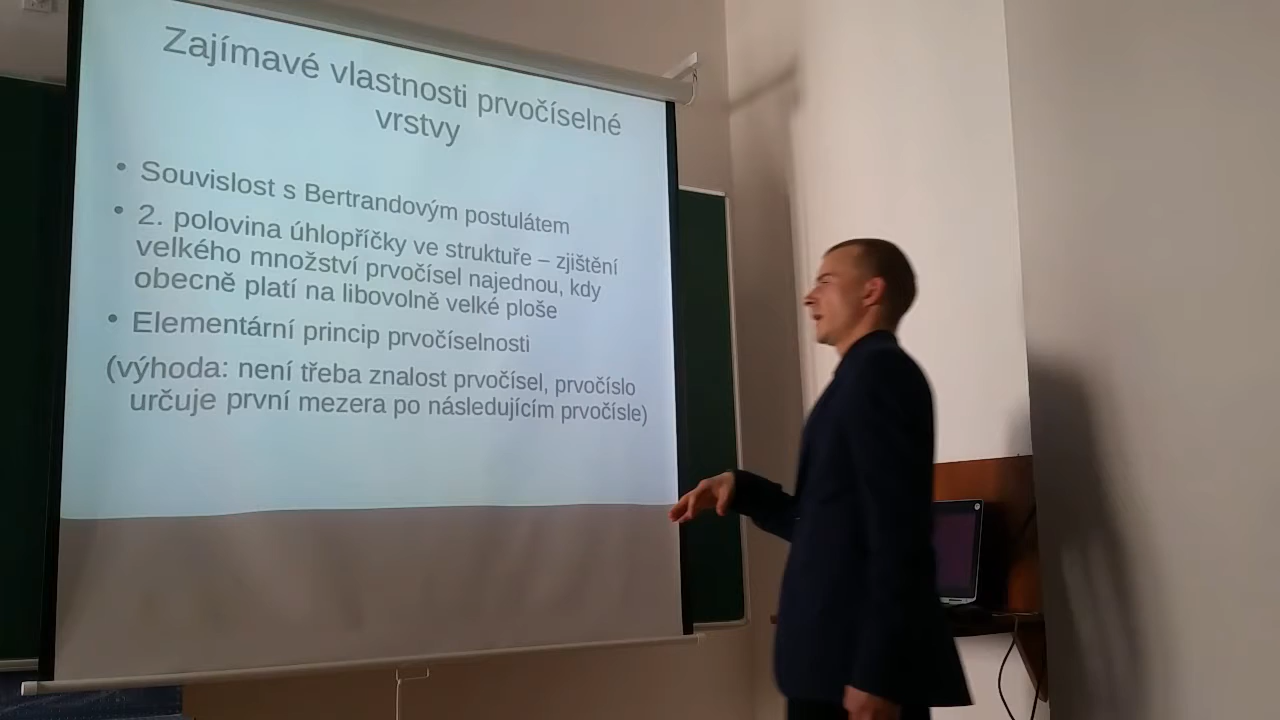 Zajímavé vlastnosti prvočíselné
vrstvy
• Souvislost s Bertrandovým postulátem
• 2. polovina úhlopříčky ve struktuře – zjištění
velkého množství prvočísel najednou, kdy
obecně platí na libovolně velké ploše
• Elementární princip prvočíselnosti
(výhoda: není třeba znalost prvočísel, prvočíslo
určuje první mezera po následujícím prvočísle)